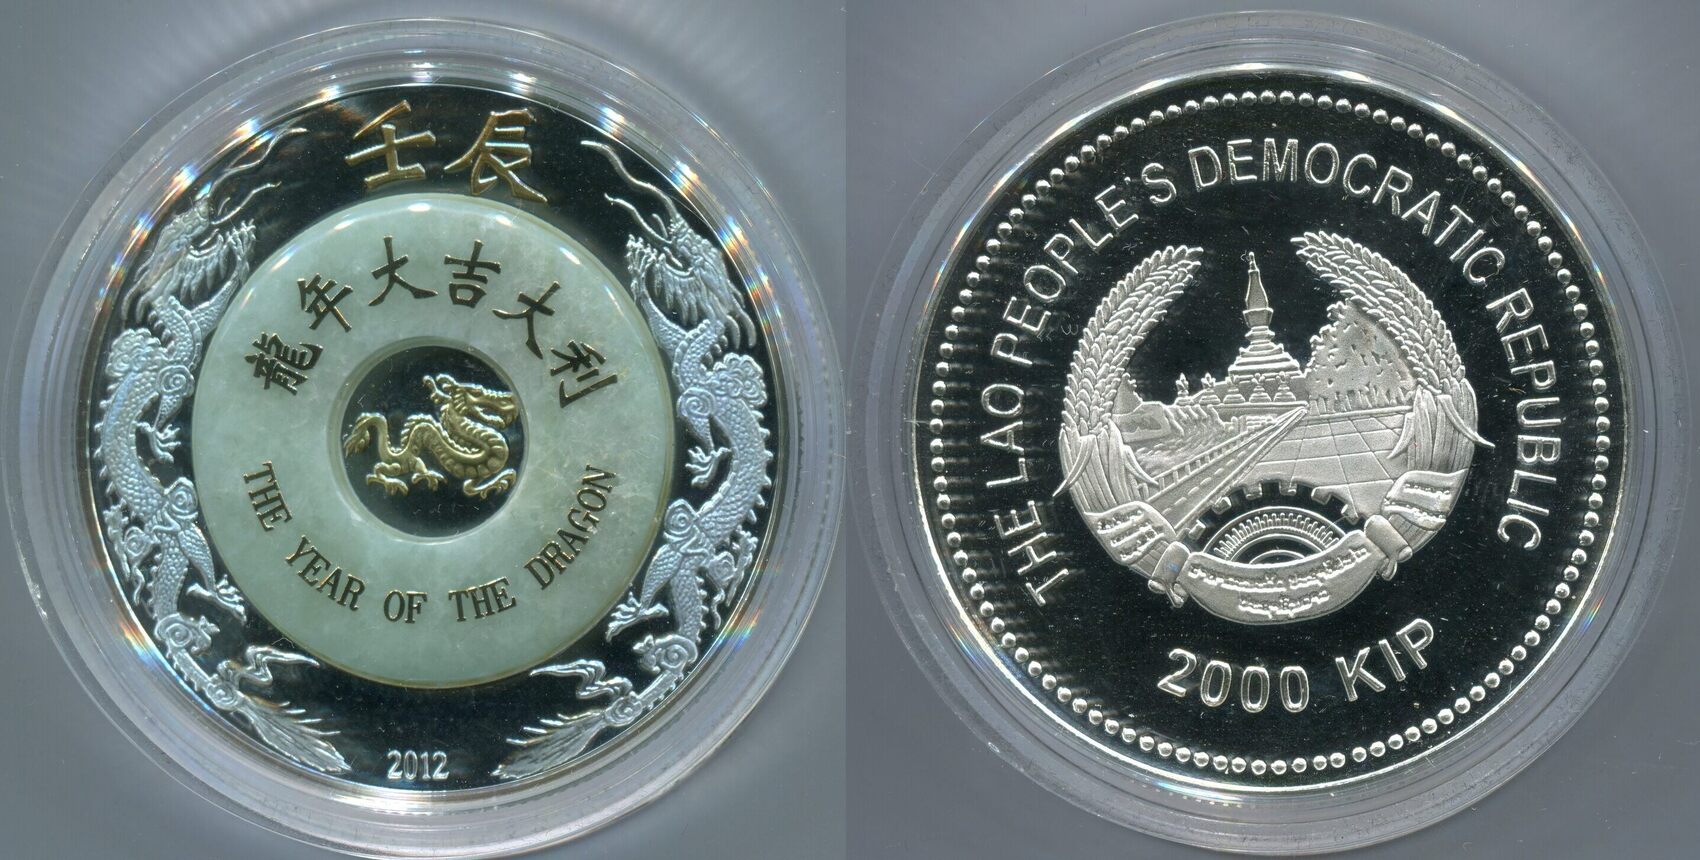 壬辰
龍年大吉大利
THE YEAR OF THE DRAGON
2012
THE LAO PEOPLE'S DEMOCRATIC REPUBLIC
2000 KIP